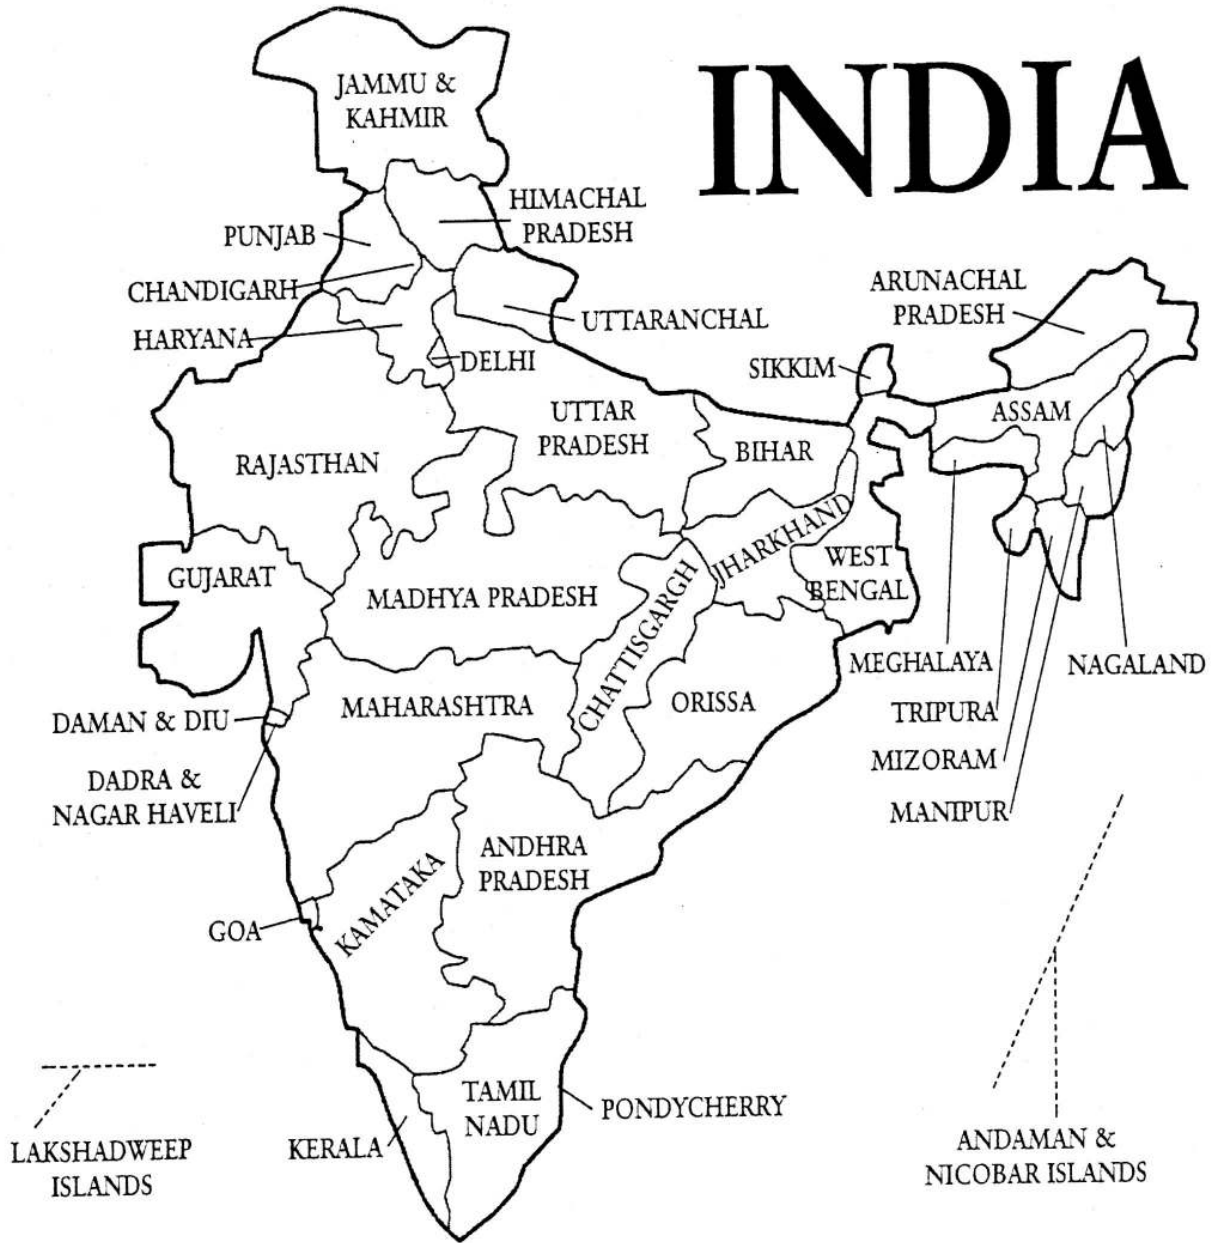 INDIA
JAMMU &
KAHMIR
HIMACHAL
PRADESH
PUNJAB
CHANDIGARH
HARYANA
UTTARANCHAL
DELHI
ARUNACHAL
PRADESH
SIKKIM
ASSAM
UTTAR
PRADESH
BIHAR
RAJASTHAN
JHARKHAND
WEST
BENGAL
GUJARAT
MADHYA PRADESH
CHATTISGARGH
MEGHALAYA
NAGALAND
MAHARASHTRA
ORISSA
TRIPURA
DAMAN & DIU
MIZORAM
DADRA &
NAGAR HAVELI
MANIPUR
ANDHRA
PRADESH
KAMATAKA
GOA
TAMIL
NADU
PONDYCHERRY
KERALA
LAKSHADWEEP
ISLANDS
ANDAMAN &
NICOBAR ISLANDS